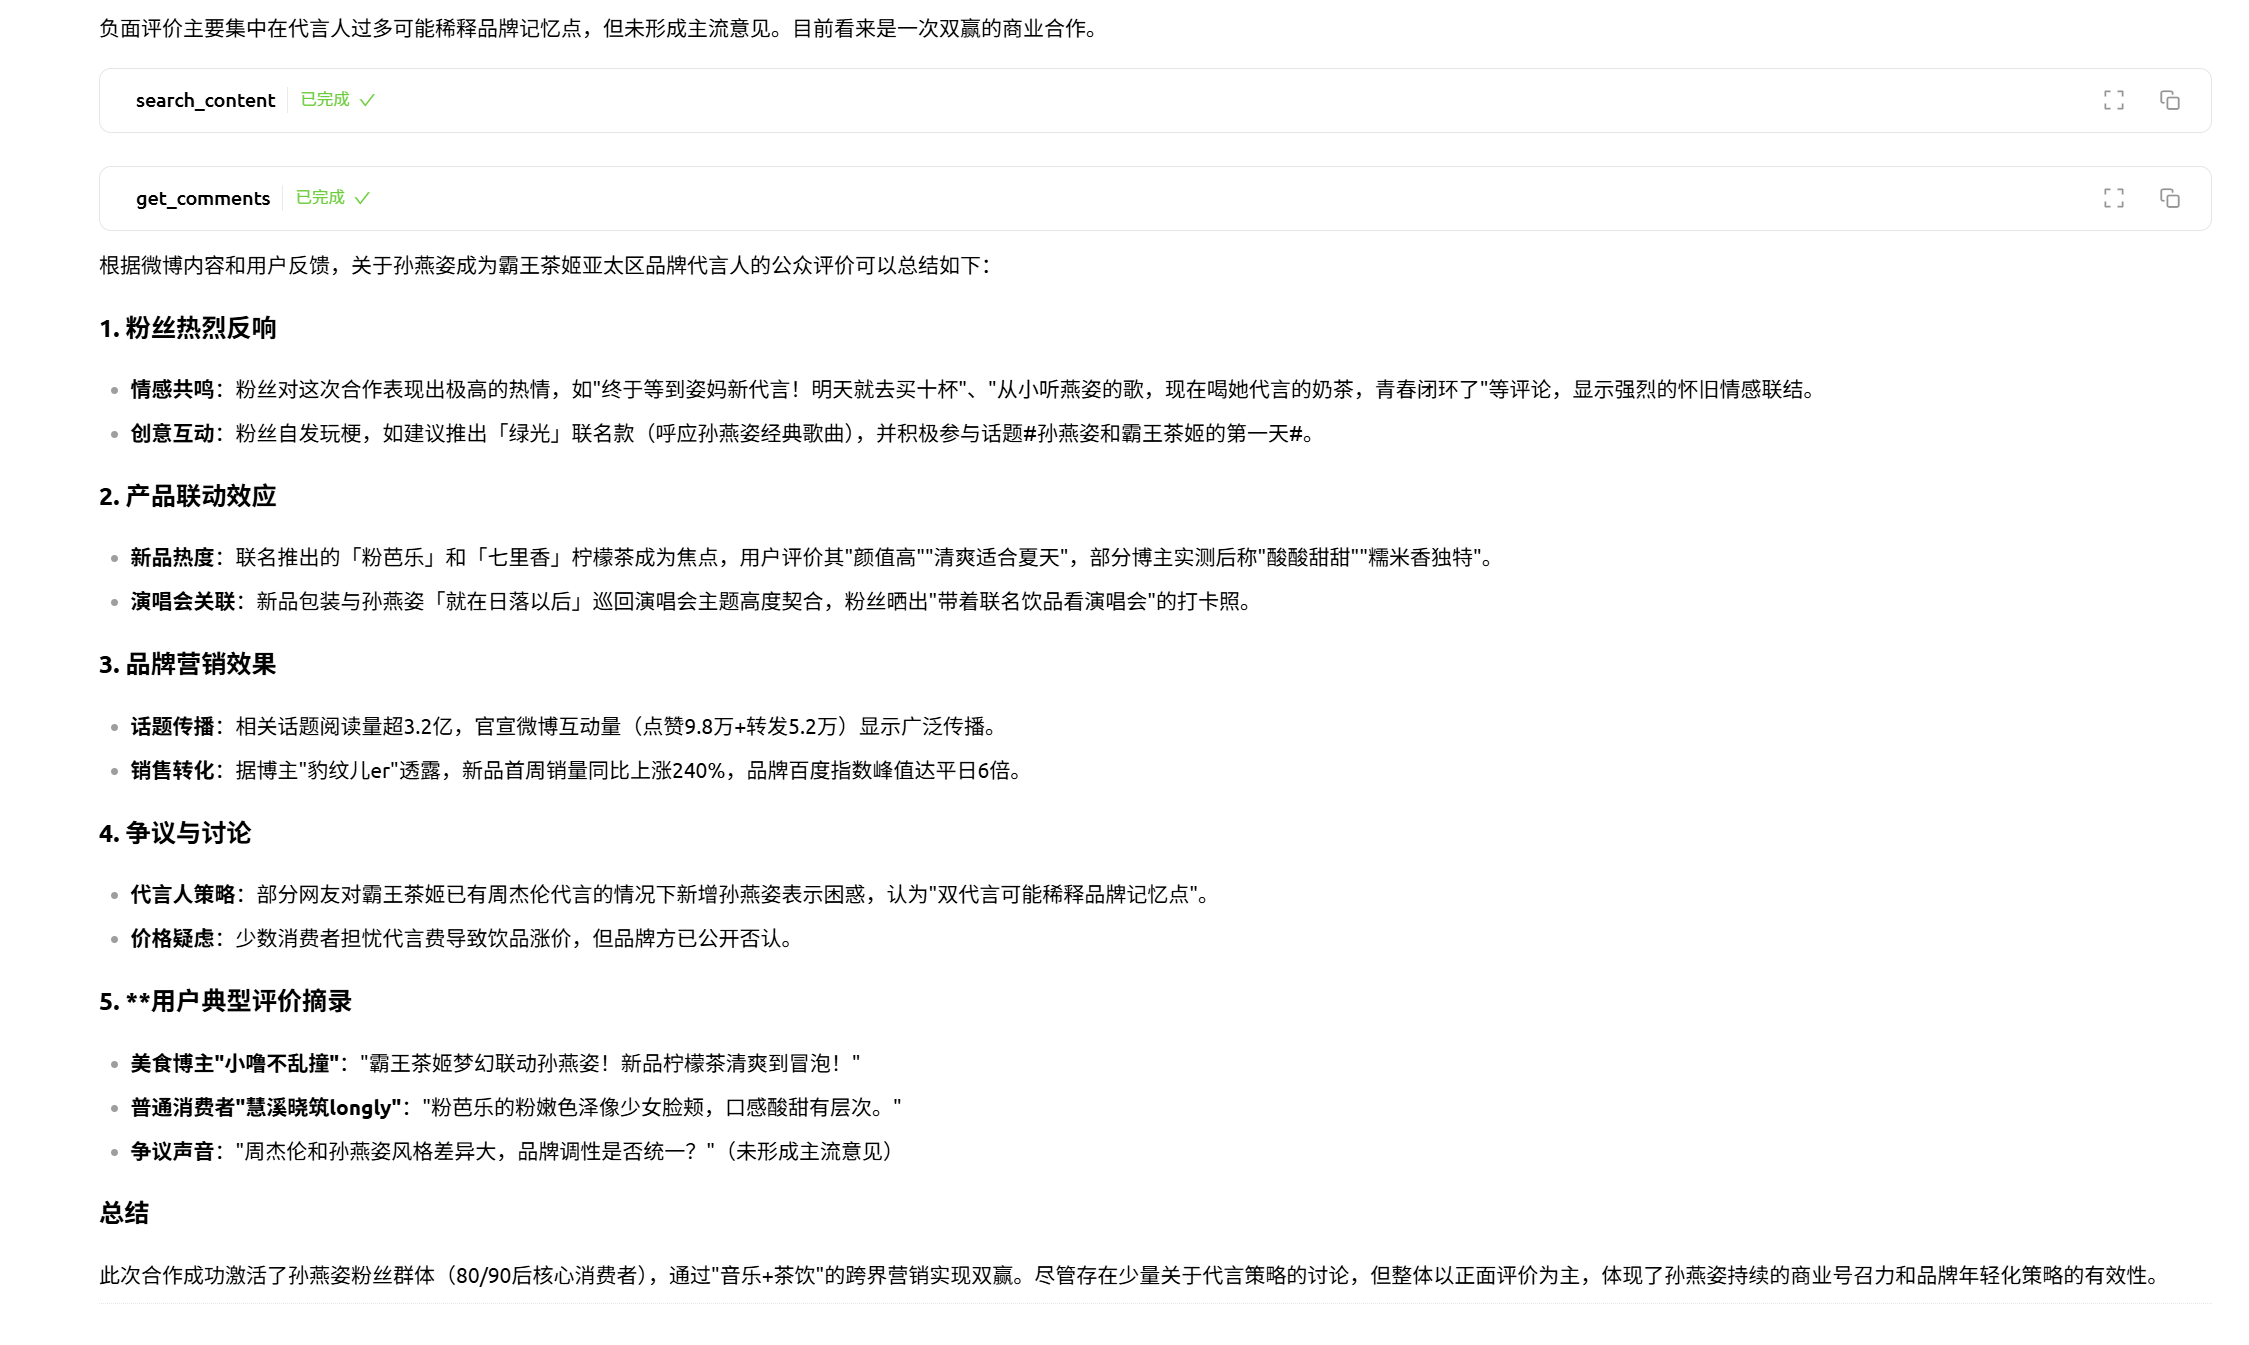 负面评价主要集中在代言人过多可能稀释品牌记忆点，但未形成主流意见。目前看来是一次双赢的商业合作。
search_content 已完成
get_comments 已完成
根据微博内容和用户反馈，关于孙燕姿成为霸王茶姬亚太区品牌代言人的公众评价可以总结如下：
1. 粉丝热烈反响
情感共鸣：粉丝对这次合作表现出极高的热情，如"终于等到姿妈新代言！明天就去买十杯"、"从小听燕姿的歌，现在喝她代言的奶茶，青春闭环了"等评论，显示强烈的怀旧情感联结。
创意互动：粉丝自发玩梗，如建议推出「绿光」联名款（呼应孙燕姿经典歌曲），并积极参与话题#孙燕姿和霸王茶姬的第一天#。
2. 产品联动效应
新品热度：联名推出的「粉芭乐」和「七里香」柠檬茶成为焦点，用户评价其"颜值高""清爽适合夏天"，部分博主实测后称"酸酸甜甜""糯米香独特"。
演唱会关联：新品包装与孙燕姿「就在日落以后」巡回演唱会主题高度契合，粉丝晒出"带着联名饮品看演唱会"的打卡照。
3. 品牌营销效果
话题传播：相关话题阅读量超3.2亿，官宣微博互动量（点赞9.8万+转发5.2万）显示广泛传播。
销售转化：据博主"豹纹儿er"透露，新品首周销量同比上涨240%，品牌百度指数峰值达平日6倍。
4. 争议与讨论
代言人策略：部分网友对霸王茶姬已有周杰伦代言的情况下新增孙燕姿表示困惑，认为"双代言可能稀释品牌记忆点"。
价格疑虑：少数消费者担忧代言费导致饮品涨价，但品牌方已公开否认。
5. **用户典型评价摘录
美食博主"小噜不乱撞"："霸王茶姬梦幻联动孙燕姿！新品柠檬茶清爽到冒泡！"
普通消费者"慧溪晓筑longly"："粉芭乐的粉嫩色泽像少女脸颊，口感酸甜有层次。"
争议声音："周杰伦和孙燕姿风格差异大，品牌调性是否统一？"（未形成主流意见）
总结
此次合作成功激活了孙燕姿粉丝群体（80/90后核心消费者），通过"音乐+茶饮"的跨界营销实现双赢。尽管存在少量关于代言策略的讨论，但整体以正面评价为主，体现了孙燕姿持续的商业号召力和品牌年轻化策略的有效性。